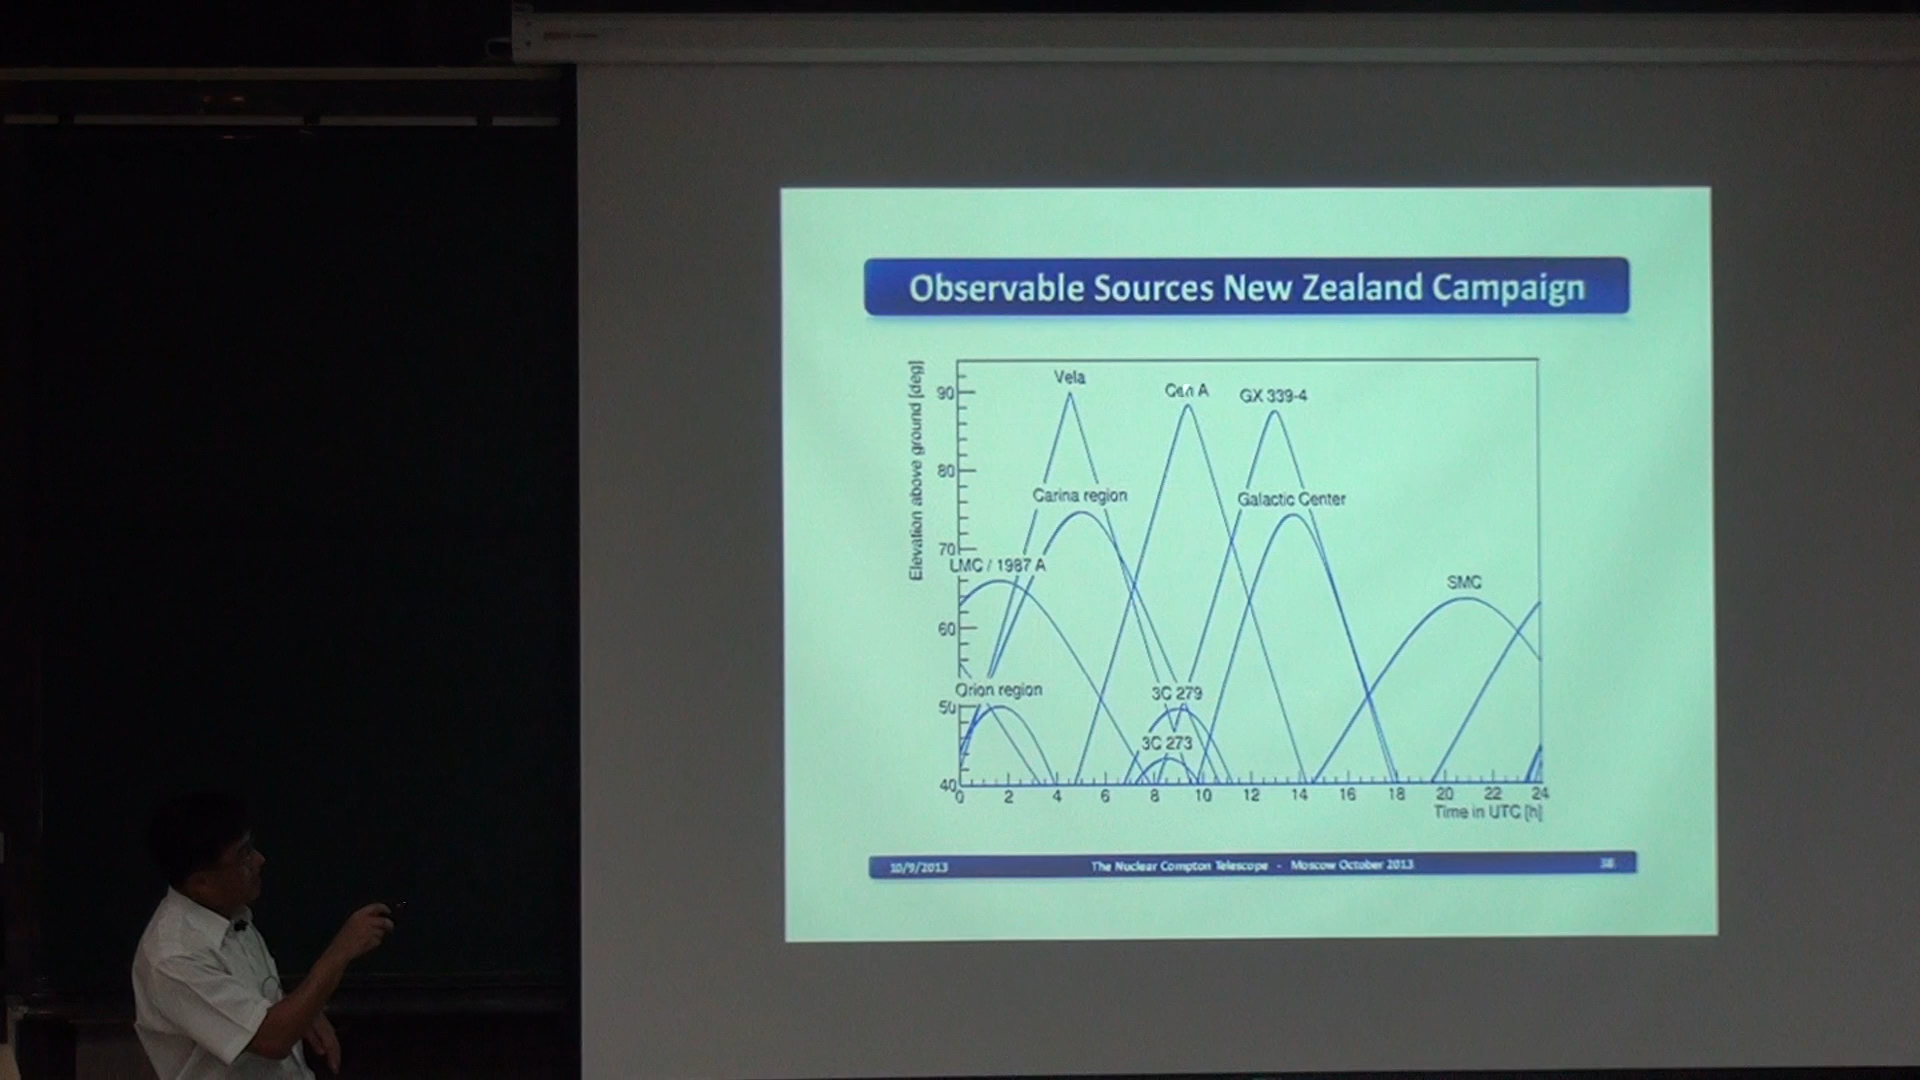 Observable Sources New Zealand Campaign
Elevation above ground [deg]
90
80
70
60
50
40
Vela
Cen A
GX 339-4
Carina region
Galactic Center
LMC / 1987 A
SMC
Orion region
3C 279
3C 273
0 2 4 6 8 10 12 14 16 18 20 22 24
Time in UTC [h]
10/9/2013 The Nuclear Compton Telescope - Moscow October 2013